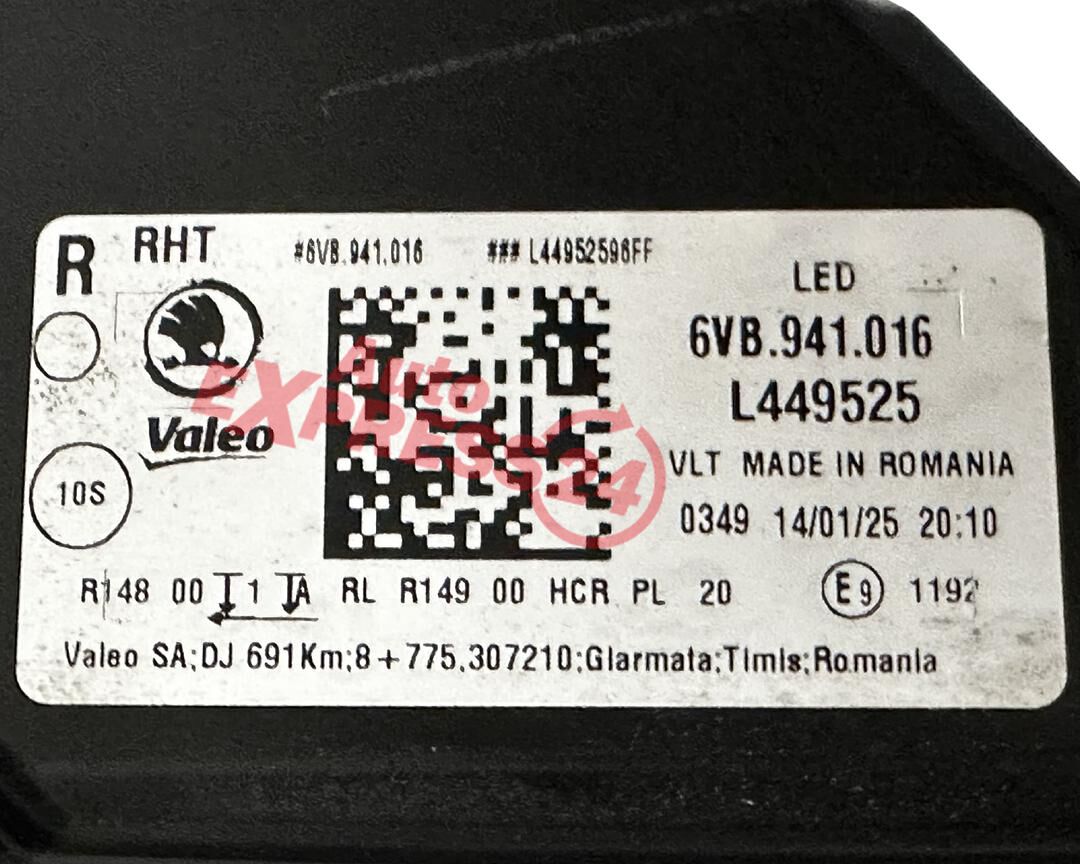 R RHT #6VB.941.016 ### L44952596FF
LED
6VB.941.016
L449525
Valeo
Auto
EXPRESS24
VLT MADE IN ROMANIA
10S
0349 14/01/25 20:10
R148 00 1 A RL R149 00 HCR PL 20 E9 1192
Valeo SA;DJ 691Km;8+775.307210;Giarmata;Timis;Romania